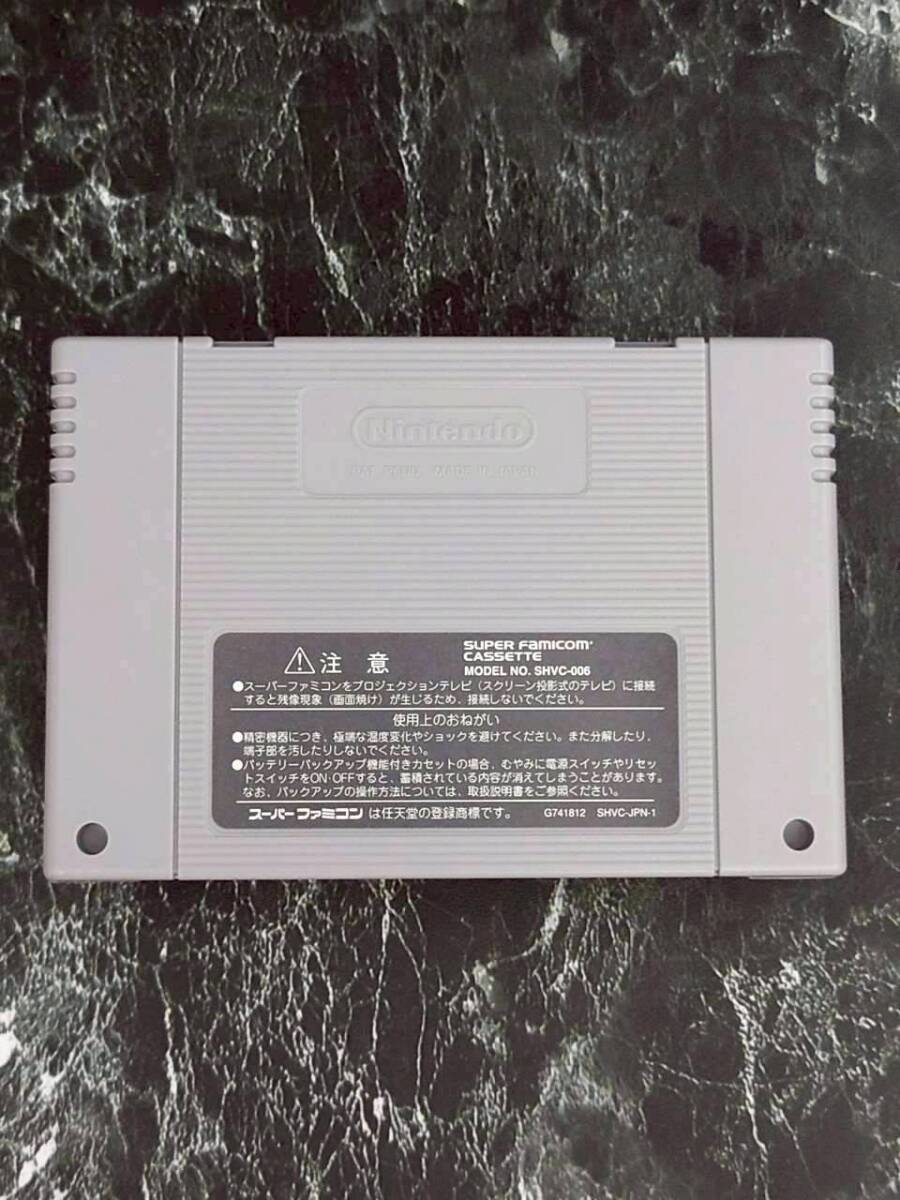 Nintendo
PAT. PEND. MADE IN JAPAN
⚠注意
SUPER FAMICOM
CASSETTE
MODEL NO. SHVC-006
●スーパーファミコンをプロジェクションテレビ（スクリーン投影式のテレビ）に接続
すると残像現象（画面焼け）が生じるため、接続しないでください。
使用上のおねがい
●精密機器につき、極端な温度変化やショックを避けてください。また分解したり、
端子部を汚したりしないでください。
●バッテリーバックアップ機能付きカセットの場合、むやみに電源スイッチやリセッ
トスイッチをON・OFFすると、蓄積されている内容が消えてしまうことがあります。
なお、バックアップの操作方法については、取扱説明書をご参照ください。
スーパーファミコンは任天堂の登録商標です。 G741812 SHVC-JPN-1